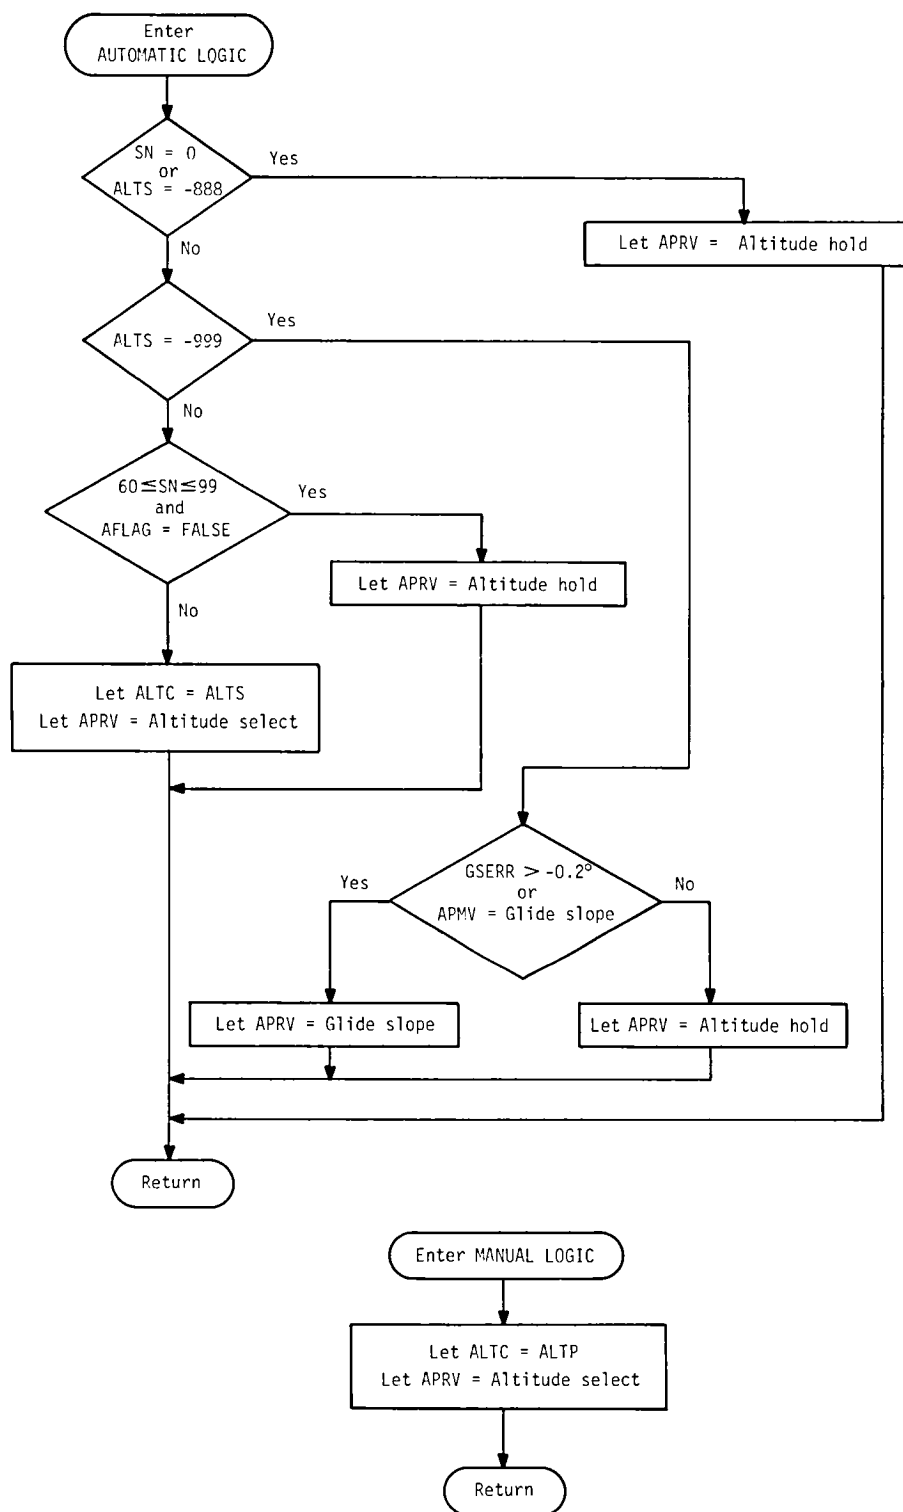 Enter
AUTOMATIC LOGIC
SN = 0
or
ALTS = -888
Yes
No
Let APRV = Altitude hold
ALTS = -999
Yes
No
60≦SN≦99
and
AFLAG = FALSE
Yes
No
Let APRV = Altitude hold
Let ALTC = ALTS
Let APRV = Altitude select
GSERR > -0.2°
or
APMV = Glide slope
Yes
No
Let APRV = Glide slope
Let APRV = Altitude hold
Return
Enter MANUAL LOGIC
Let ALTC = ALTP
Let APRV = Altitude select
Return